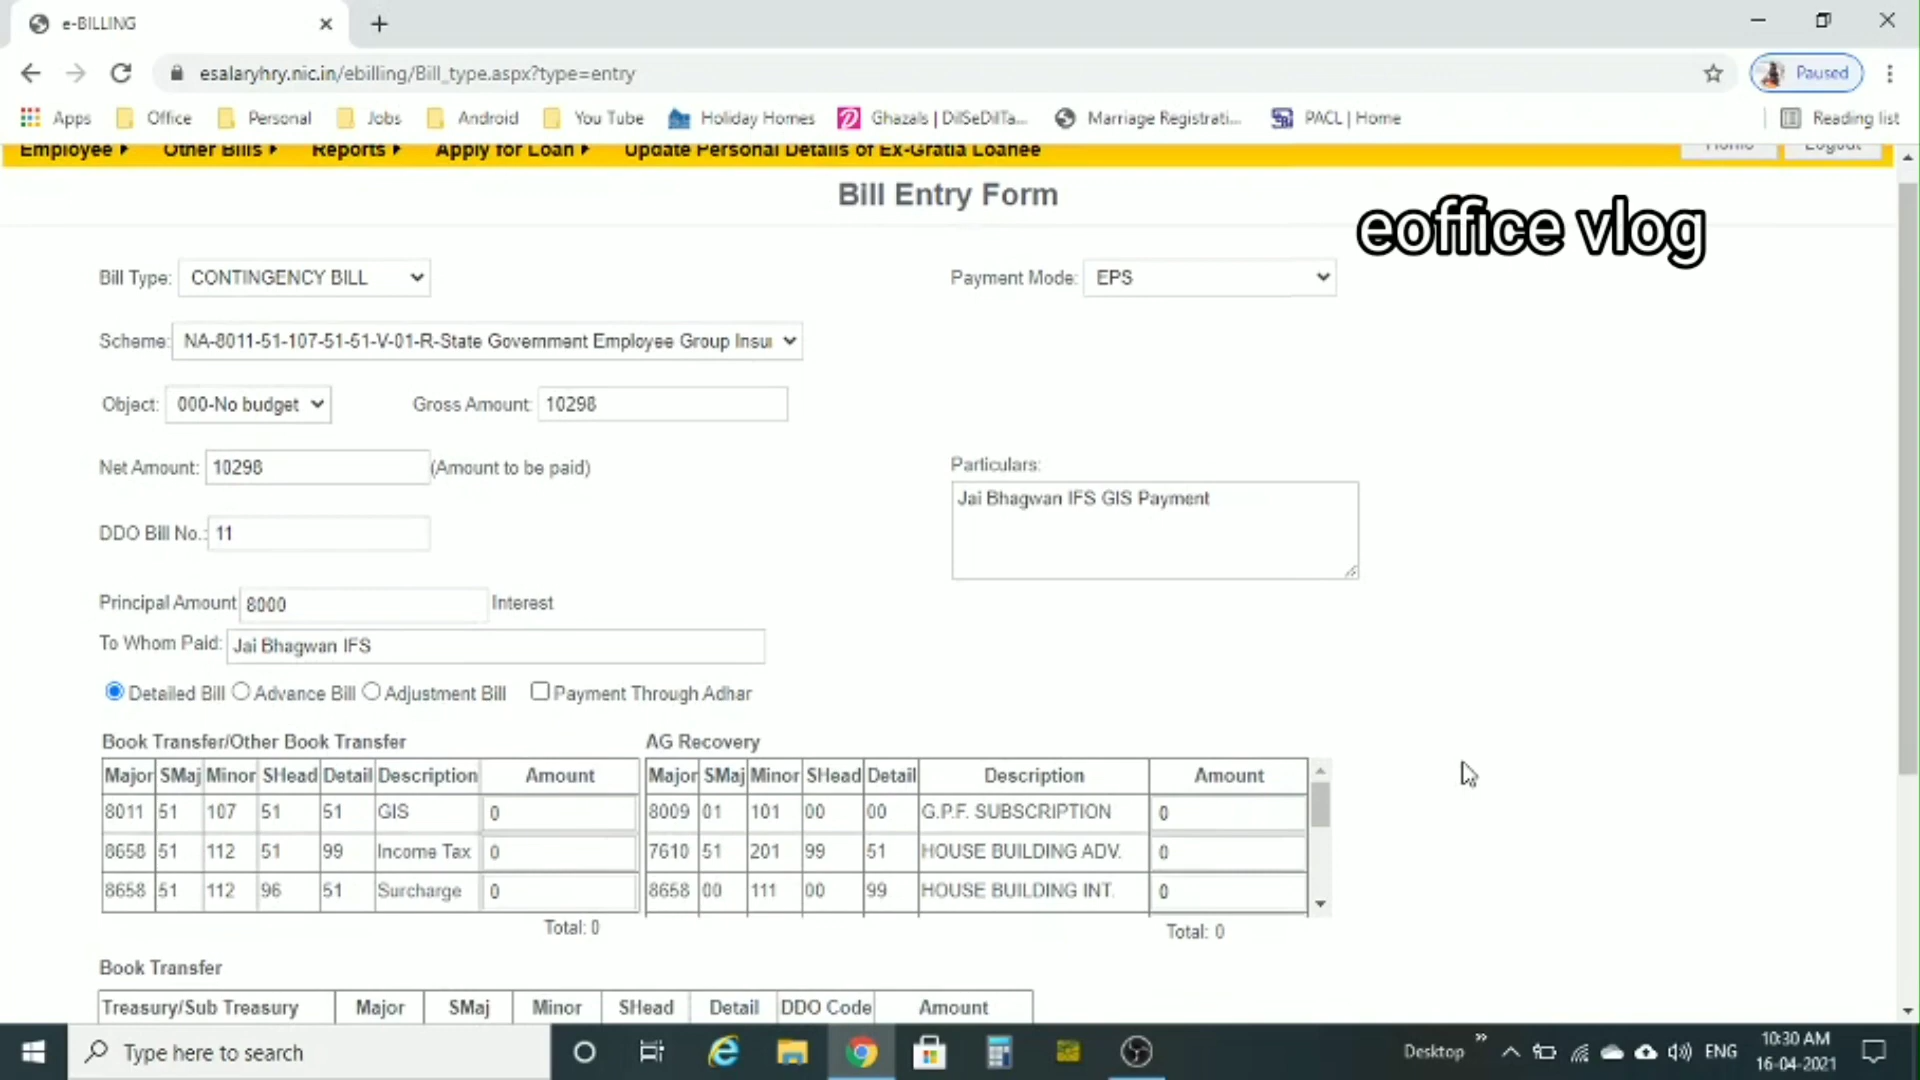 e-BILLING
esalaryhry.nic.in/ebilling/Bill_type.aspx?type=entry
Paused
Apps Office Personal Jobs Android You Tube Holiday Homes Ghazals | DilSeDilTa... Marriage Registrati... PACL | Home Reading list
Employee Other Bills Reports Apply for Loan Update Personal Details of Ex-Gratia Loanee Home Logout
Bill Entry Form
eoffice vlog
Bill Type: CONTINGENCY BILL Payment Mode: EPS
Scheme: NA-8011-51-107-51-51-V-01-R-State Government Employee Group Insu
Object: 000-No budget Gross Amount: 10298
Net Amount: 10298 (Amount to be paid) Particulars:
Jai Bhagwan IFS GIS Payment
DDO Bill No.: 11
Principal Amount 8000 Interest
To Whom Paid: Jai Bhagwan IFS
Detailed Bill Advance Bill Adjustment Bill Payment Through Adhar
Book Transfer/Other Book Transfer AG Recovery
Major SMaj Minor SHead Detail Description Amount Major SMaj Minor SHead Detail Description Amount
8011 51 107 51 51 GIS 0 8009 01 101 00 00 G.P.F. SUBSCRIPTION 0
8658 51 112 51 99 Income Tax 0 7610 51 201 99 51 HOUSE BUILDING ADV. 0
8658 51 112 96 51 Surcharge 0 8658 00 111 00 99 HOUSE BUILDING INT. 0
Total: 0 Total: 0
Book Transfer
Treasury/Sub Treasury Major SMaj Minor SHead Detail DDO Code Amount
Type here to search Desktop ENG 10:30 AM
16-04-2021